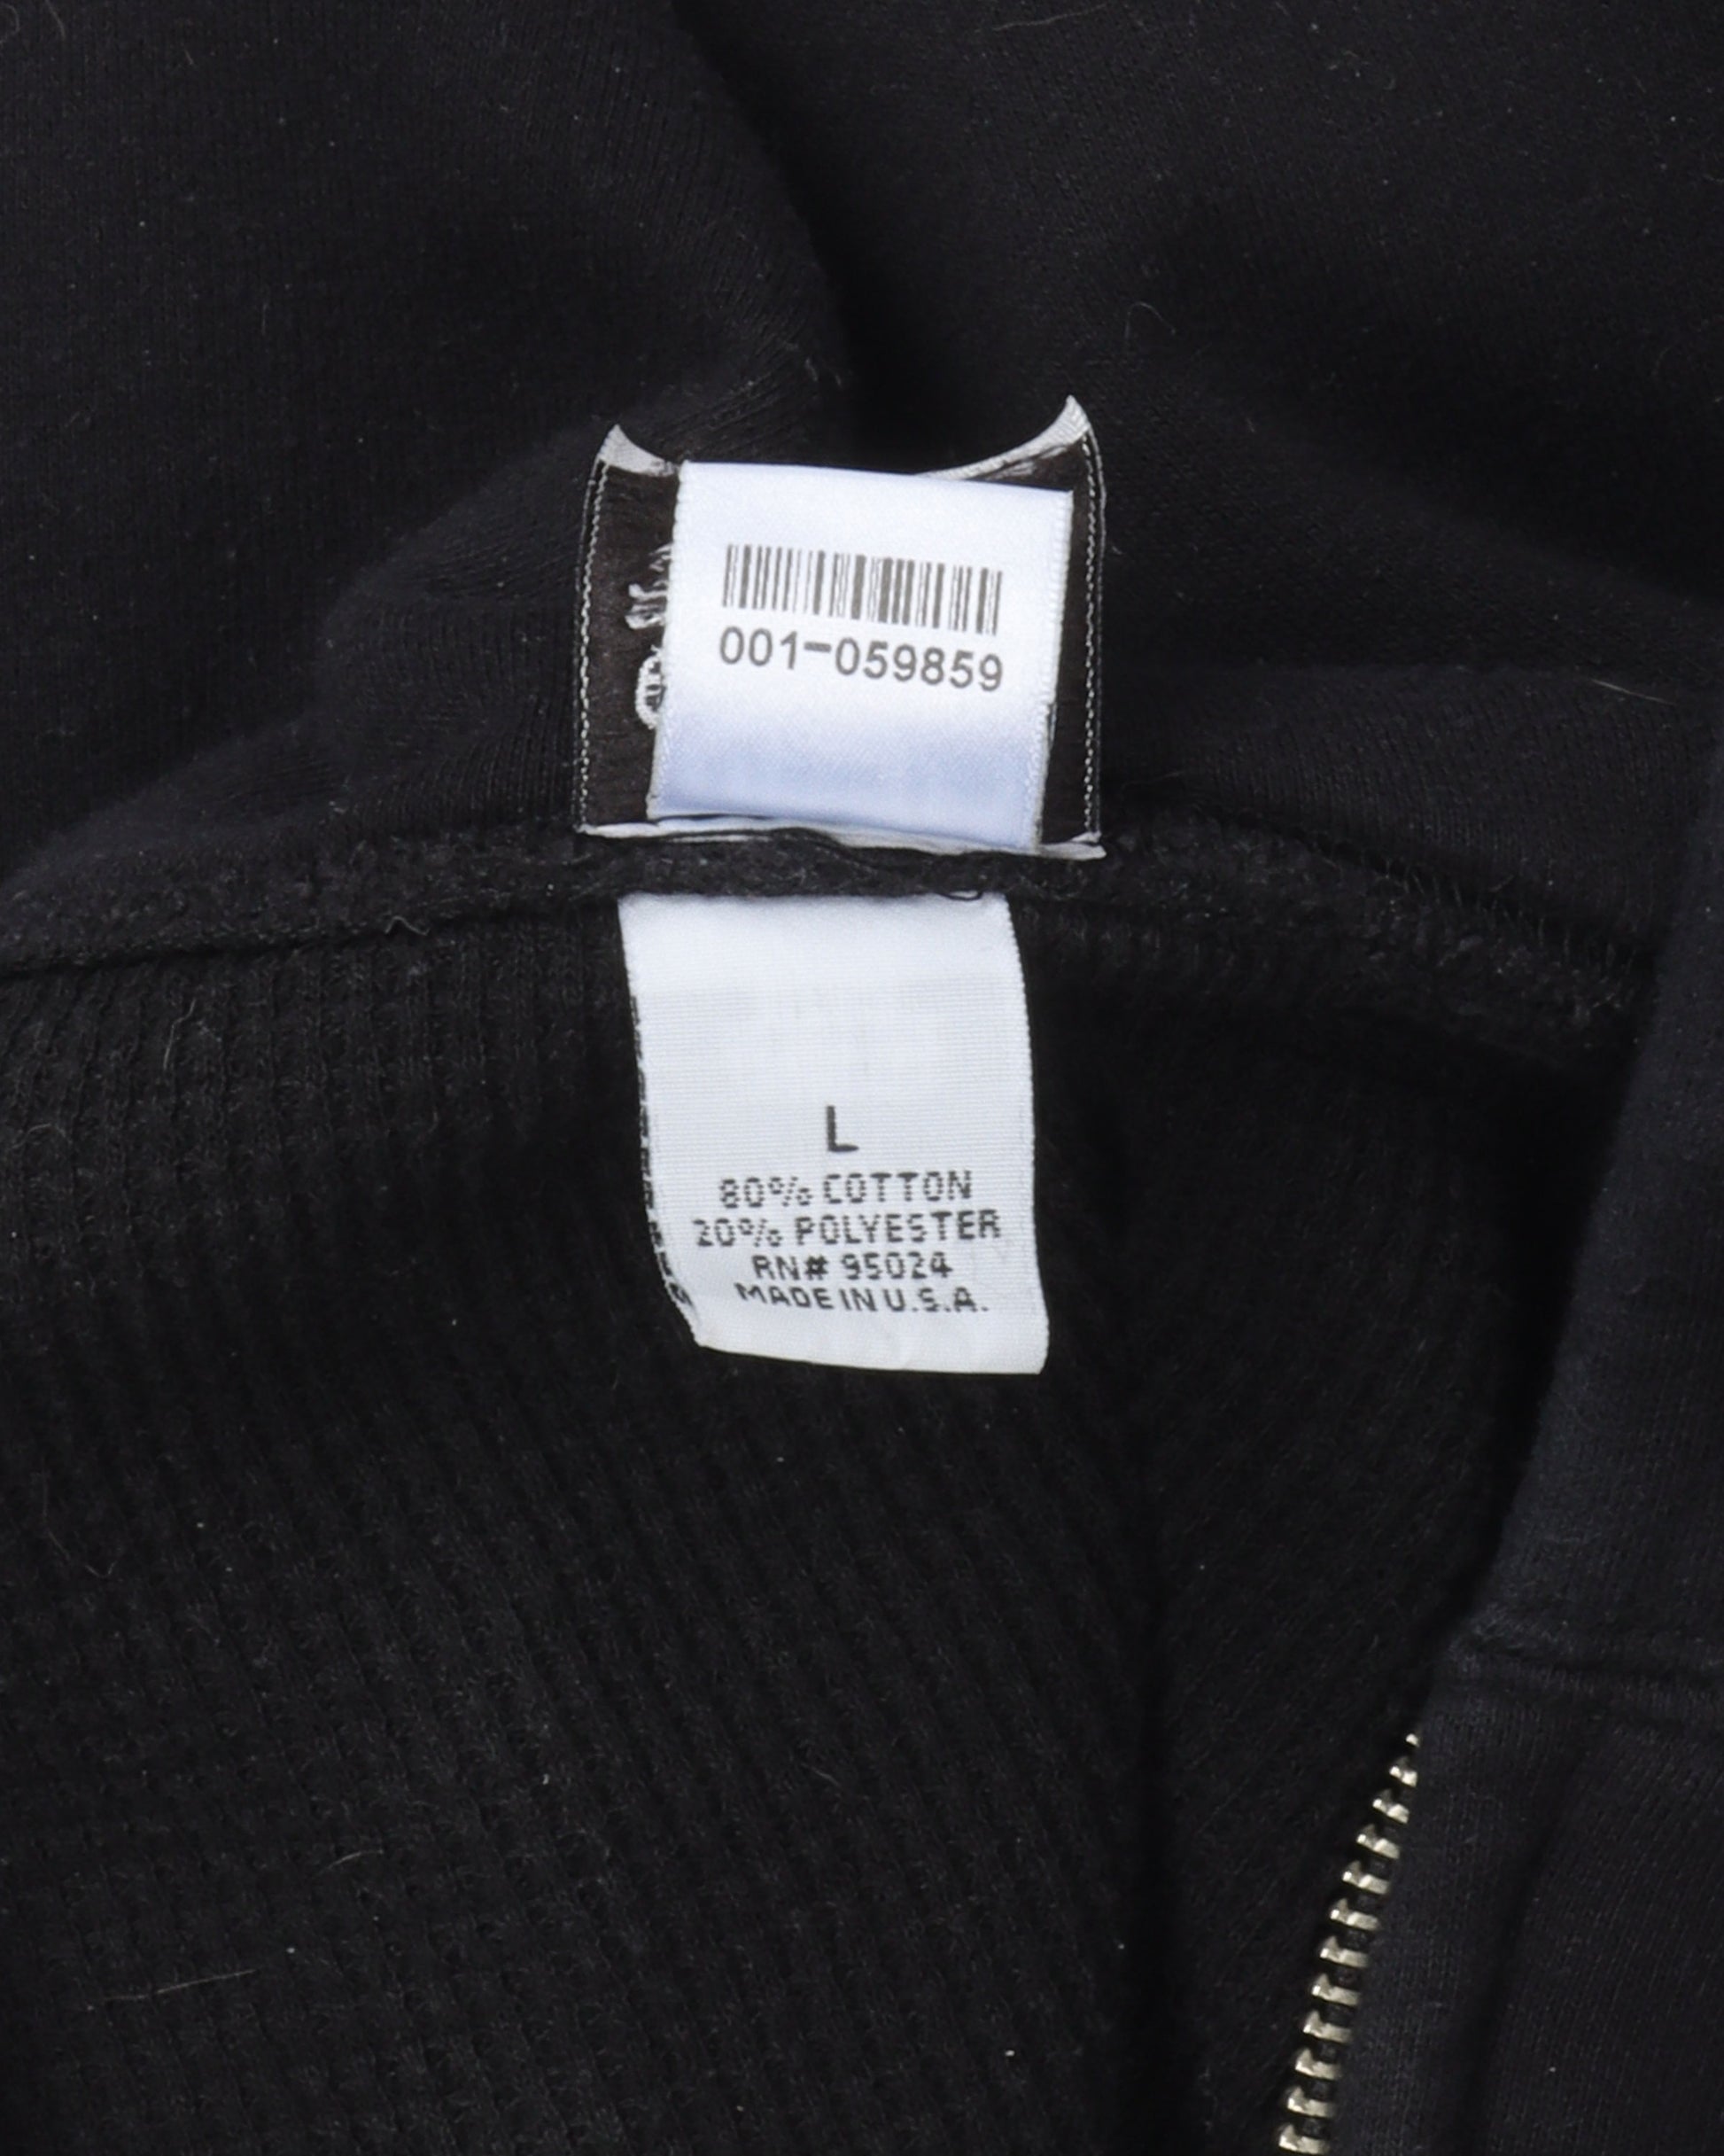 001-059859
L
80% COTTON
20% POLYESTER
RN# 95024
MADE IN U.S.A.